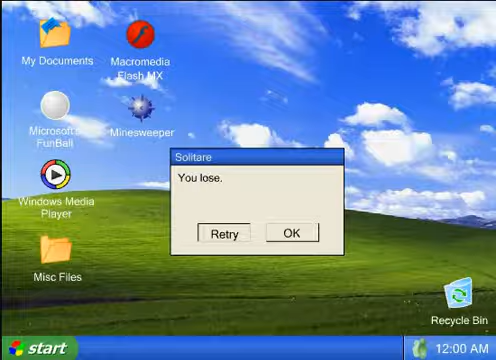 My Documents
Macromedia
Flash MX
Microsoft's
FunBall
Minesweeper
Solitare
You lose.
Retry
OK
Windows Media
Player
Misc Files
Recycle Bin
start
12:00 AM